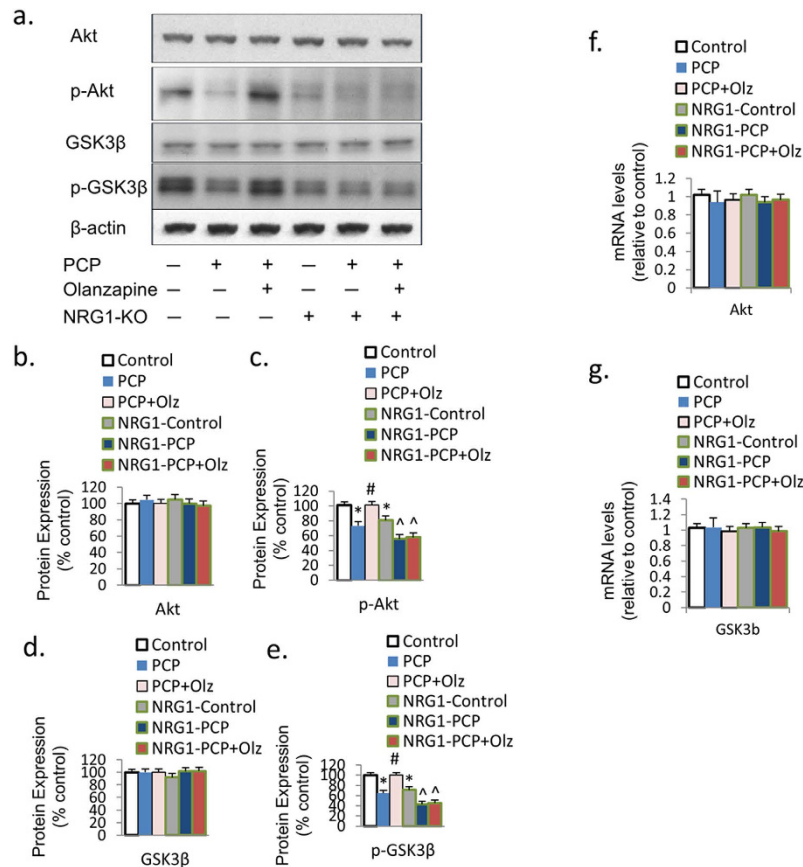 a.
Akt
p-Akt
GSK3β
p-GSK3β
β-actin
PCP — + + — + +
Olanzapine — — + — — +
NRG1-KO — — — + + +
b.
Control
PCP
PCP+Olz
NRG1-Control
NRG1-PCP
NRG1-PCP+Olz
Protein Expression
(% control)
120
100
80
60
40
20
0
Akt
c.
Control
PCP
PCP+Olz
NRG1-Control
NRG1-PCP
NRG1-PCP+Olz
Protein Expression
(% control)
120
100
80
60
40
20
0
* # * ^ ^
p-Akt
d.
Control
PCP
PCP+Olz
NRG1-Control
NRG1-PCP
NRG1-PCP+Olz
Protein Expression
(% control)
120
100
80
60
40
20
0
GSK3β
e.
Control
PCP
PCP+Olz
NRG1-Control
NRG1-PCP
NRG1-PCP+Olz
Protein Expression
(% control)
120
100
80
60
40
20
0
* # * ^ ^
p-GSK3β
f.
Control
PCP
PCP+Olz
NRG1-Control
NRG1-PCP
NRG1-PCP+Olz
mRNA levels
(relative to control)
1.2
1
0.8
0.6
0.4
0.2
0
Akt
g.
Control
PCP
PCP+Olz
NRG1-Control
NRG1-PCP
NRG1-PCP+Olz
mRNA levels
(relative to control)
1.4
1.2
1
0.8
0.6
0.4
0.2
0
GSK3b